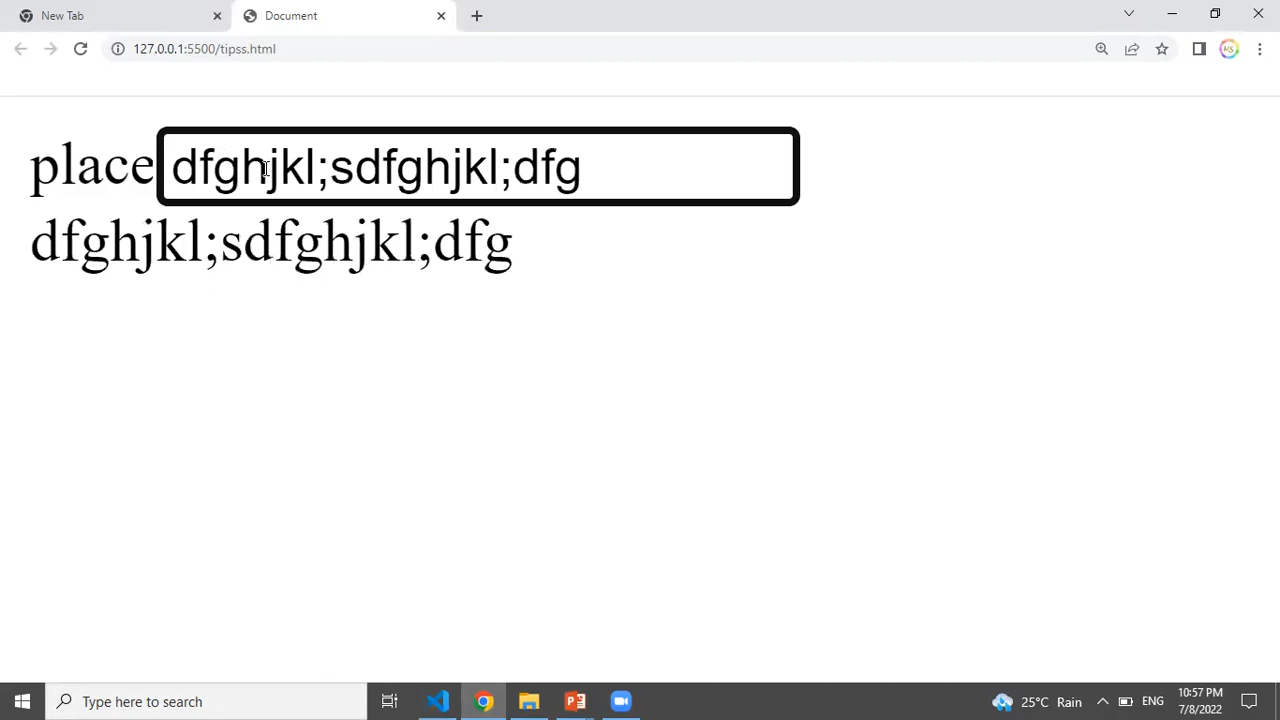 New Tab
Document
127.0.0.1:5500/tipss.html
place dfghjkl;sdfghjkl;dfg
dfghjkl;sdfghjkl;dfg
Type here to search
25°C Rain
ENG
10:57 PM
7/8/2022